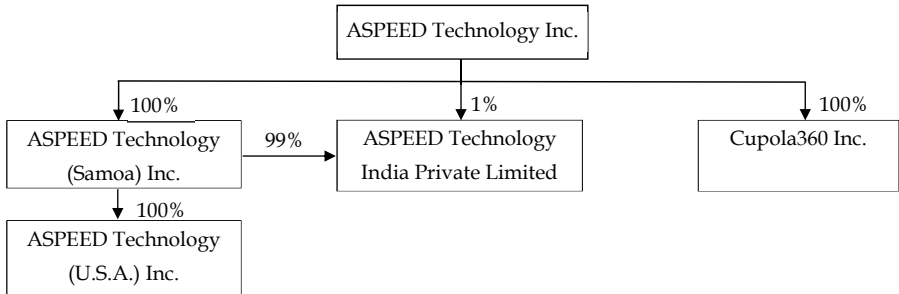 ASPEED Technology Inc.
100%
1%
100%
ASPEED Technology
(Samoa) Inc.
99%
ASPEED Technology
India Private Limited
Cupola360 Inc.
100%
ASPEED Technology
(U.S.A.) Inc.